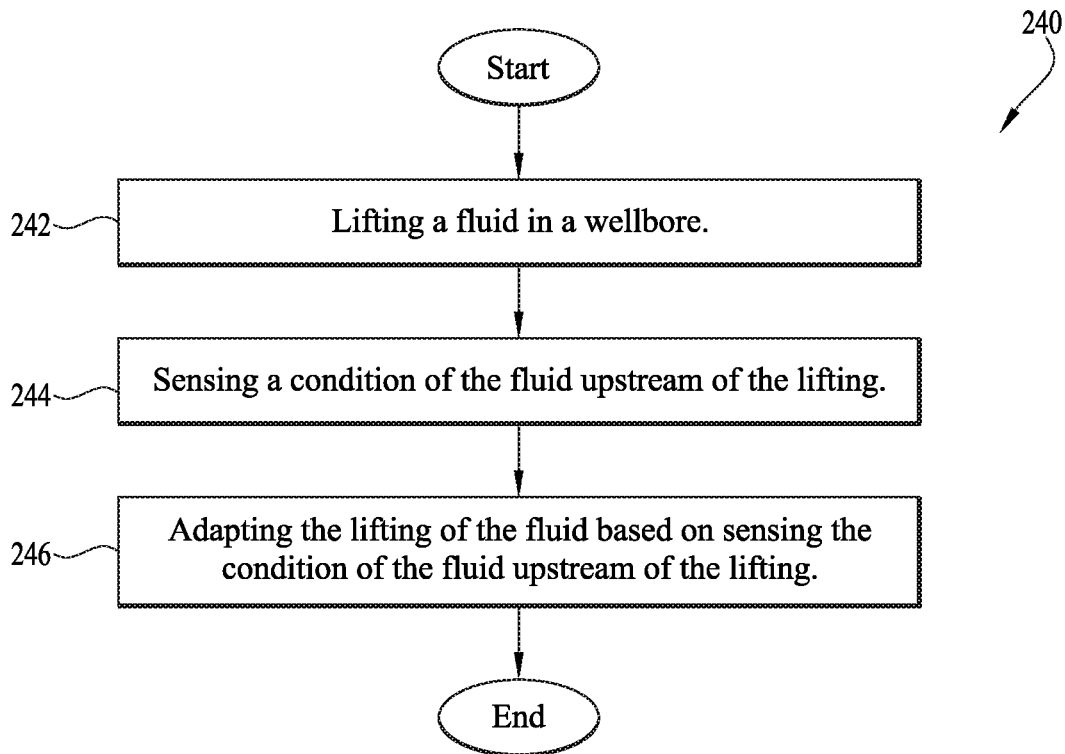 240
Start
242
Lifting a fluid in a wellbore.
244
Sensing a condition of the fluid upstream of the lifting.
246
Adapting the lifting of the fluid based on sensing the
condition of the fluid upstream of the lifting.
End